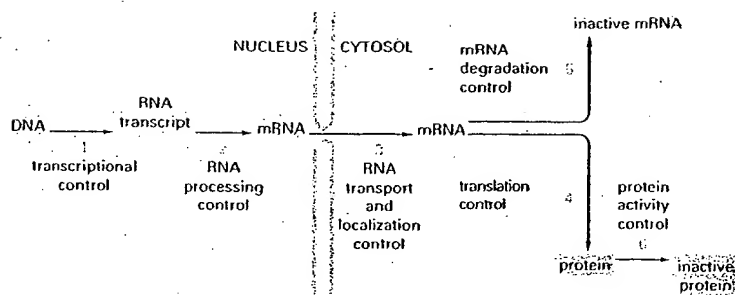 inactive mRNA
NUCLEUS
CYTOSOL
mRNA
degradation
control
5
RNA
transcript
DNA
mRNA
mRNA
1
transcriptional
control
RNA
processing
control
3
RNA
transport
and
localization
control
translation
control
4
protein
activity
control
6
protein
inactive
protein